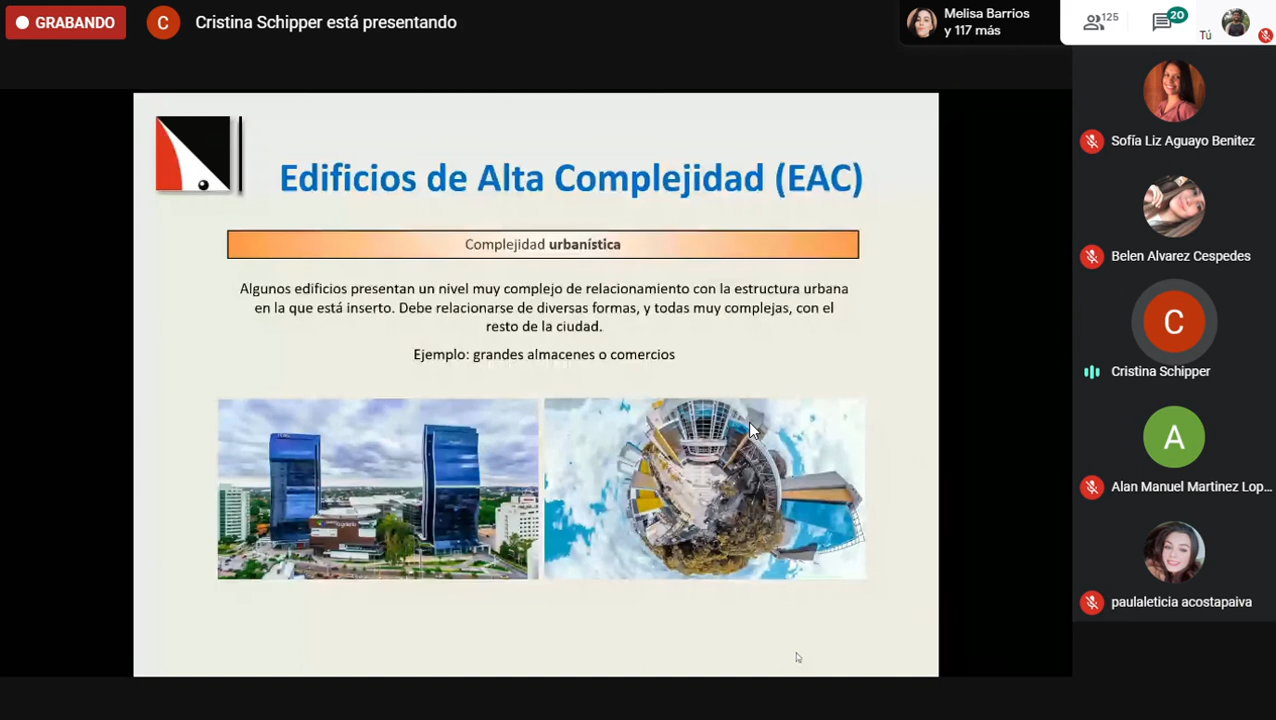 GRABANDO
C
Cristina Schipper está presentando
Melisa Barrios
y 117 más
125
20
Tú
Edificios de Alta Complejidad (EAC)
Complejidad urbanística
Algunos edificios presentan un nivel muy complejo de relacionamiento con la estructura urbana
en la que está inserto. Debe relacionarse de diversas formas, y todas muy complejas, con el
resto de la ciudad.
Ejemplo: grandes almacenes o comercios
Sofía Liz Aguayo Benitez
Belen Alvarez Cespedes
C
Cristina Schipper
A
Alan Manuel Martinez Lop...
paulaleticia acostapaiva